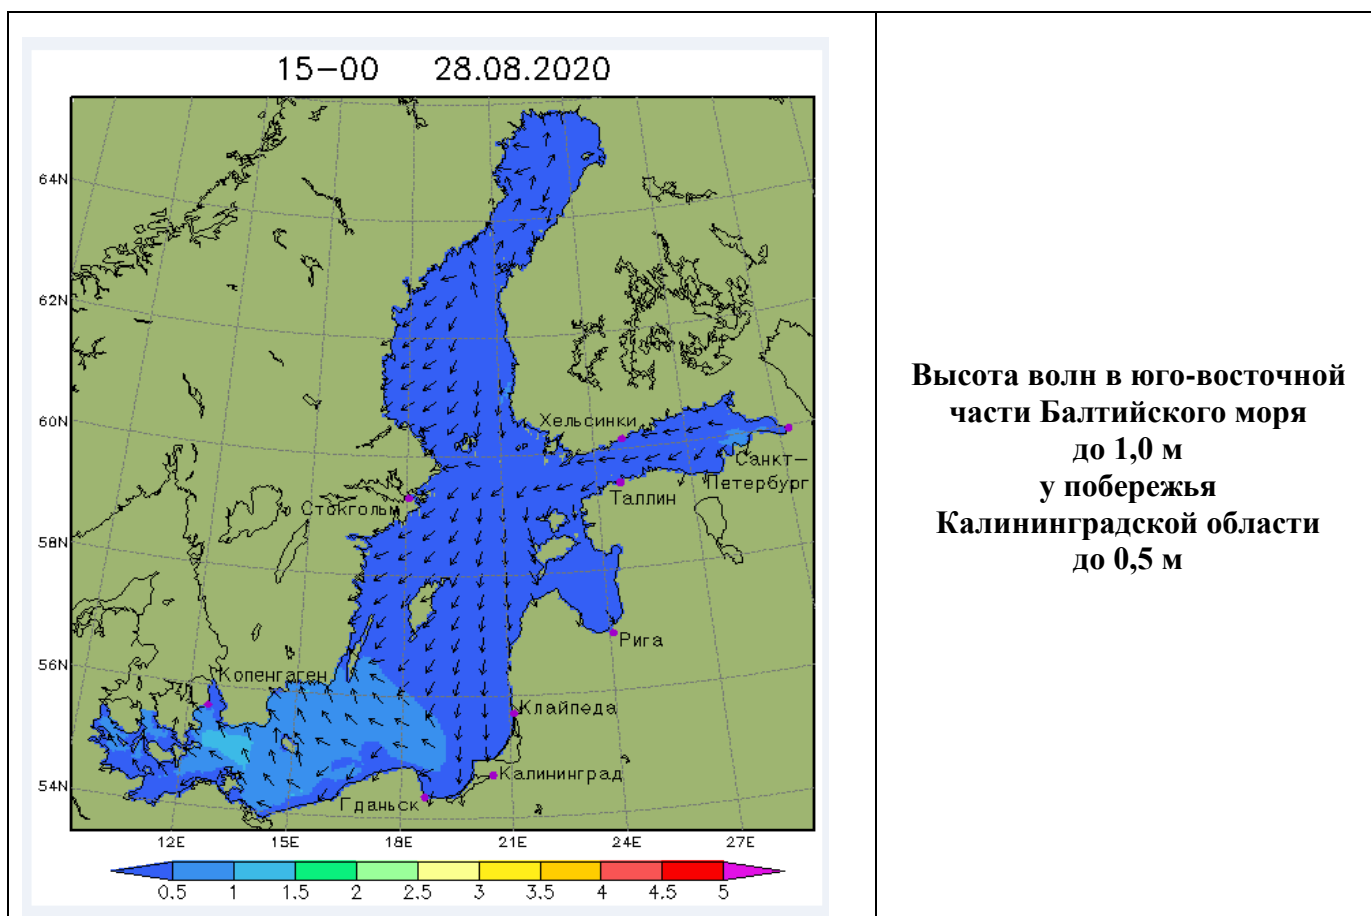 15-00 28.08.2020
64N
62N
60N
58N
56N
54N
Хельсинки
Санкт-
Петербург
Таллин
Стокгольм
Рига
Копенгаген
Клайпеда
Калининград
Гданьск
12E 15E 18E 21E 24E 27E
0.5 1 1.5 2 2.5 3 3.5 4 4.5 5
Высота волн в юго-восточной
части Балтийского моря
до 1,0 м
у побережья
Калининградской области
до 0,5 м